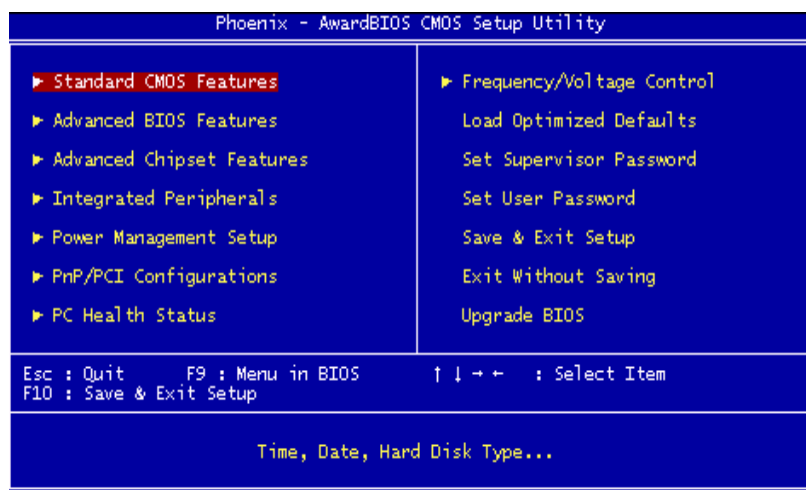 Phoenix - AwardBIOS CMOS Setup Utility
► Standard CMOS Features
► Advanced BIOS Features
► Advanced Chipset Features
► Integrated Peripherals
► Power Management Setup
► PnP/PCI Configurations
► PC Health Status
► Frequency/Voltage Control
Load Optimized Defaults
Set Supervisor Password
Set User Password
Save & Exit Setup
Exit Without Saving
Upgrade BIOS
Esc : Quit F9 : Menu in BIOS ↑ ↓ → ← : Select Item
F10 : Save & Exit Setup
Time, Date, Hard Disk Type...